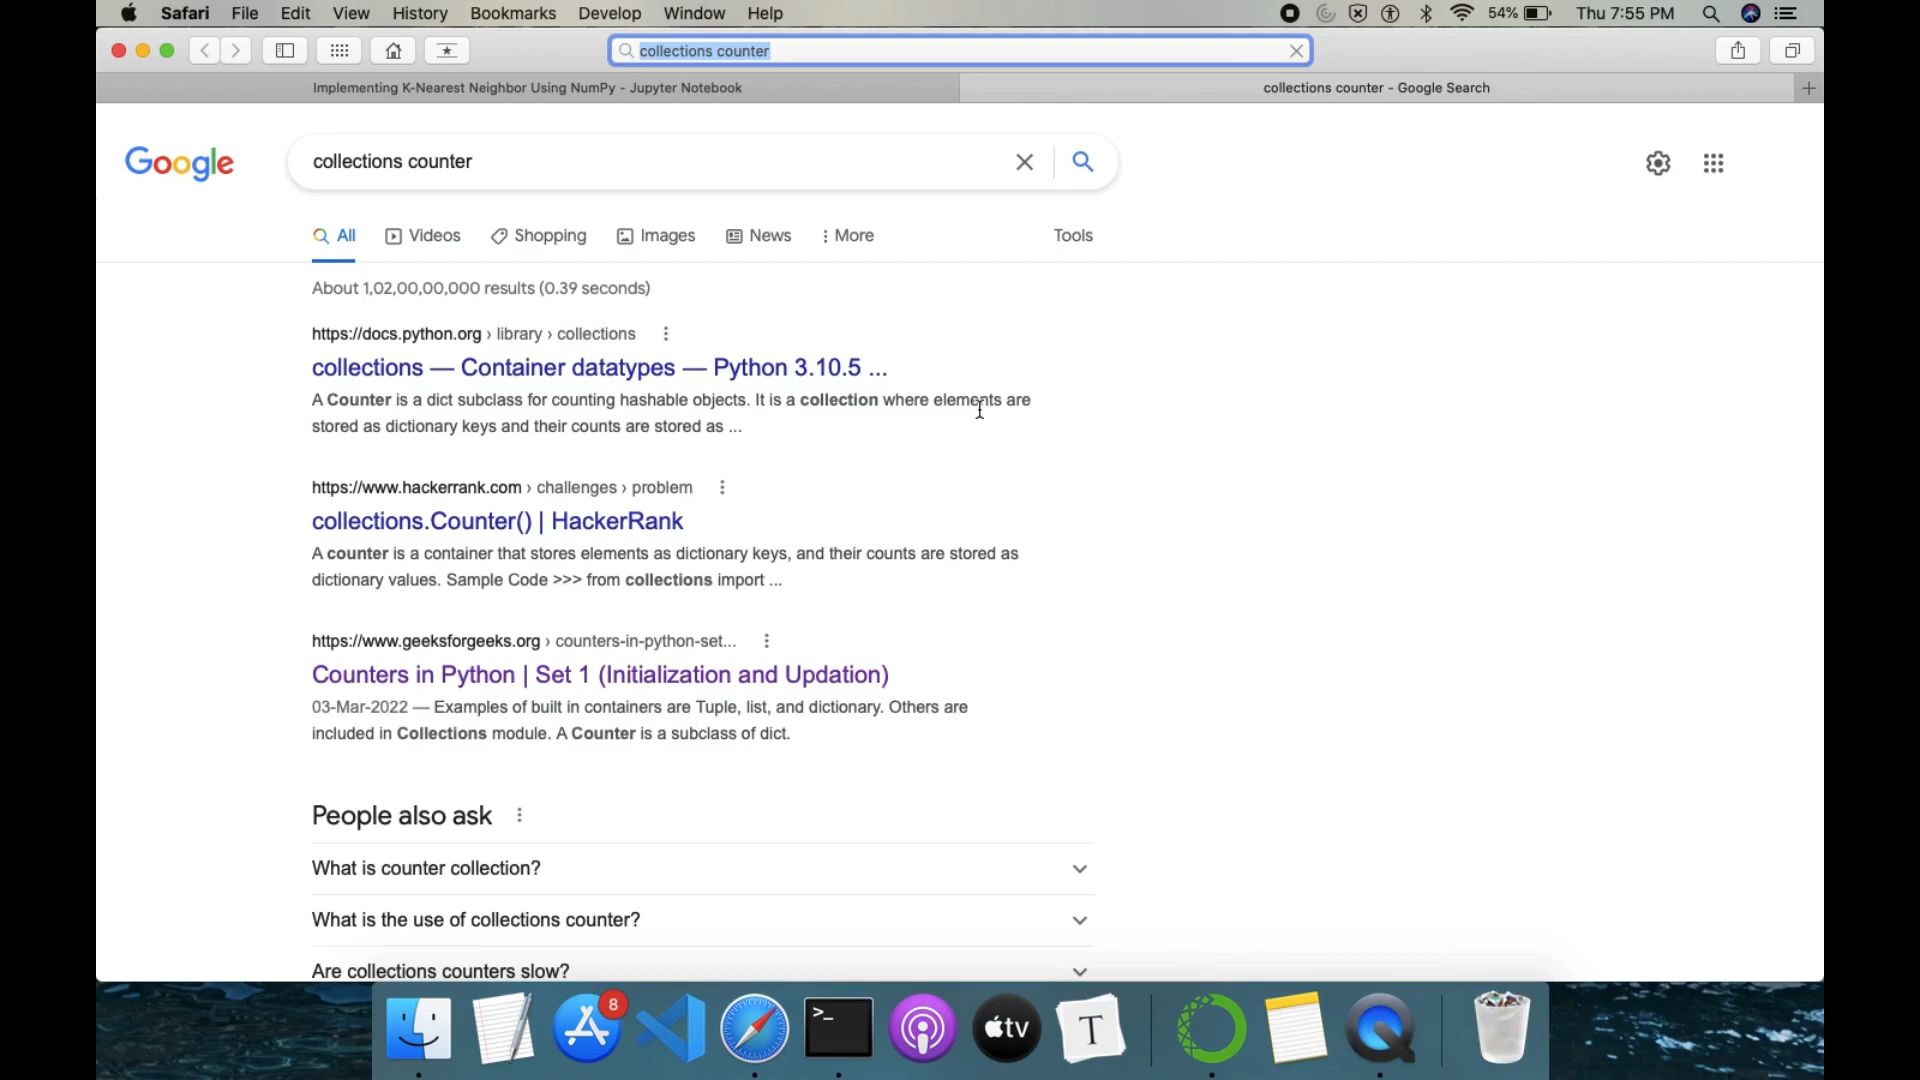 Safari File Edit View History Bookmarks Develop Window Help 54% Thu 7:55 PM
collections counter
Implementing K-Nearest Neighbor Using NumPy - Jupyter Notebook
collections counter - Google Search
Google
collections counter
All Videos Shopping Images News More Tools
About 1,02,00,00,000 results (0.39 seconds)
https://docs.python.org › library › collections
collections — Container datatypes — Python 3.10.5 ...
A Counter is a dict subclass for counting hashable objects. It is a collection where elements are
stored as dictionary keys and their counts are stored as ...
https://www.hackerrank.com › challenges › problem
collections.Counter() | HackerRank
A counter is a container that stores elements as dictionary keys, and their counts are stored as
dictionary values. Sample Code >>> from collections import ...
https://www.geeksforgeeks.org › counters-in-python-set...
Counters in Python | Set 1 (Initialization and Updation)
03-Mar-2022 — Examples of built in containers are Tuple, list, and dictionary. Others are
included in Collections module. A Counter is a subclass of dict.
People also ask
What is counter collection?
What is the use of collections counter?
Are collections counters slow?
8
>_
tv
T